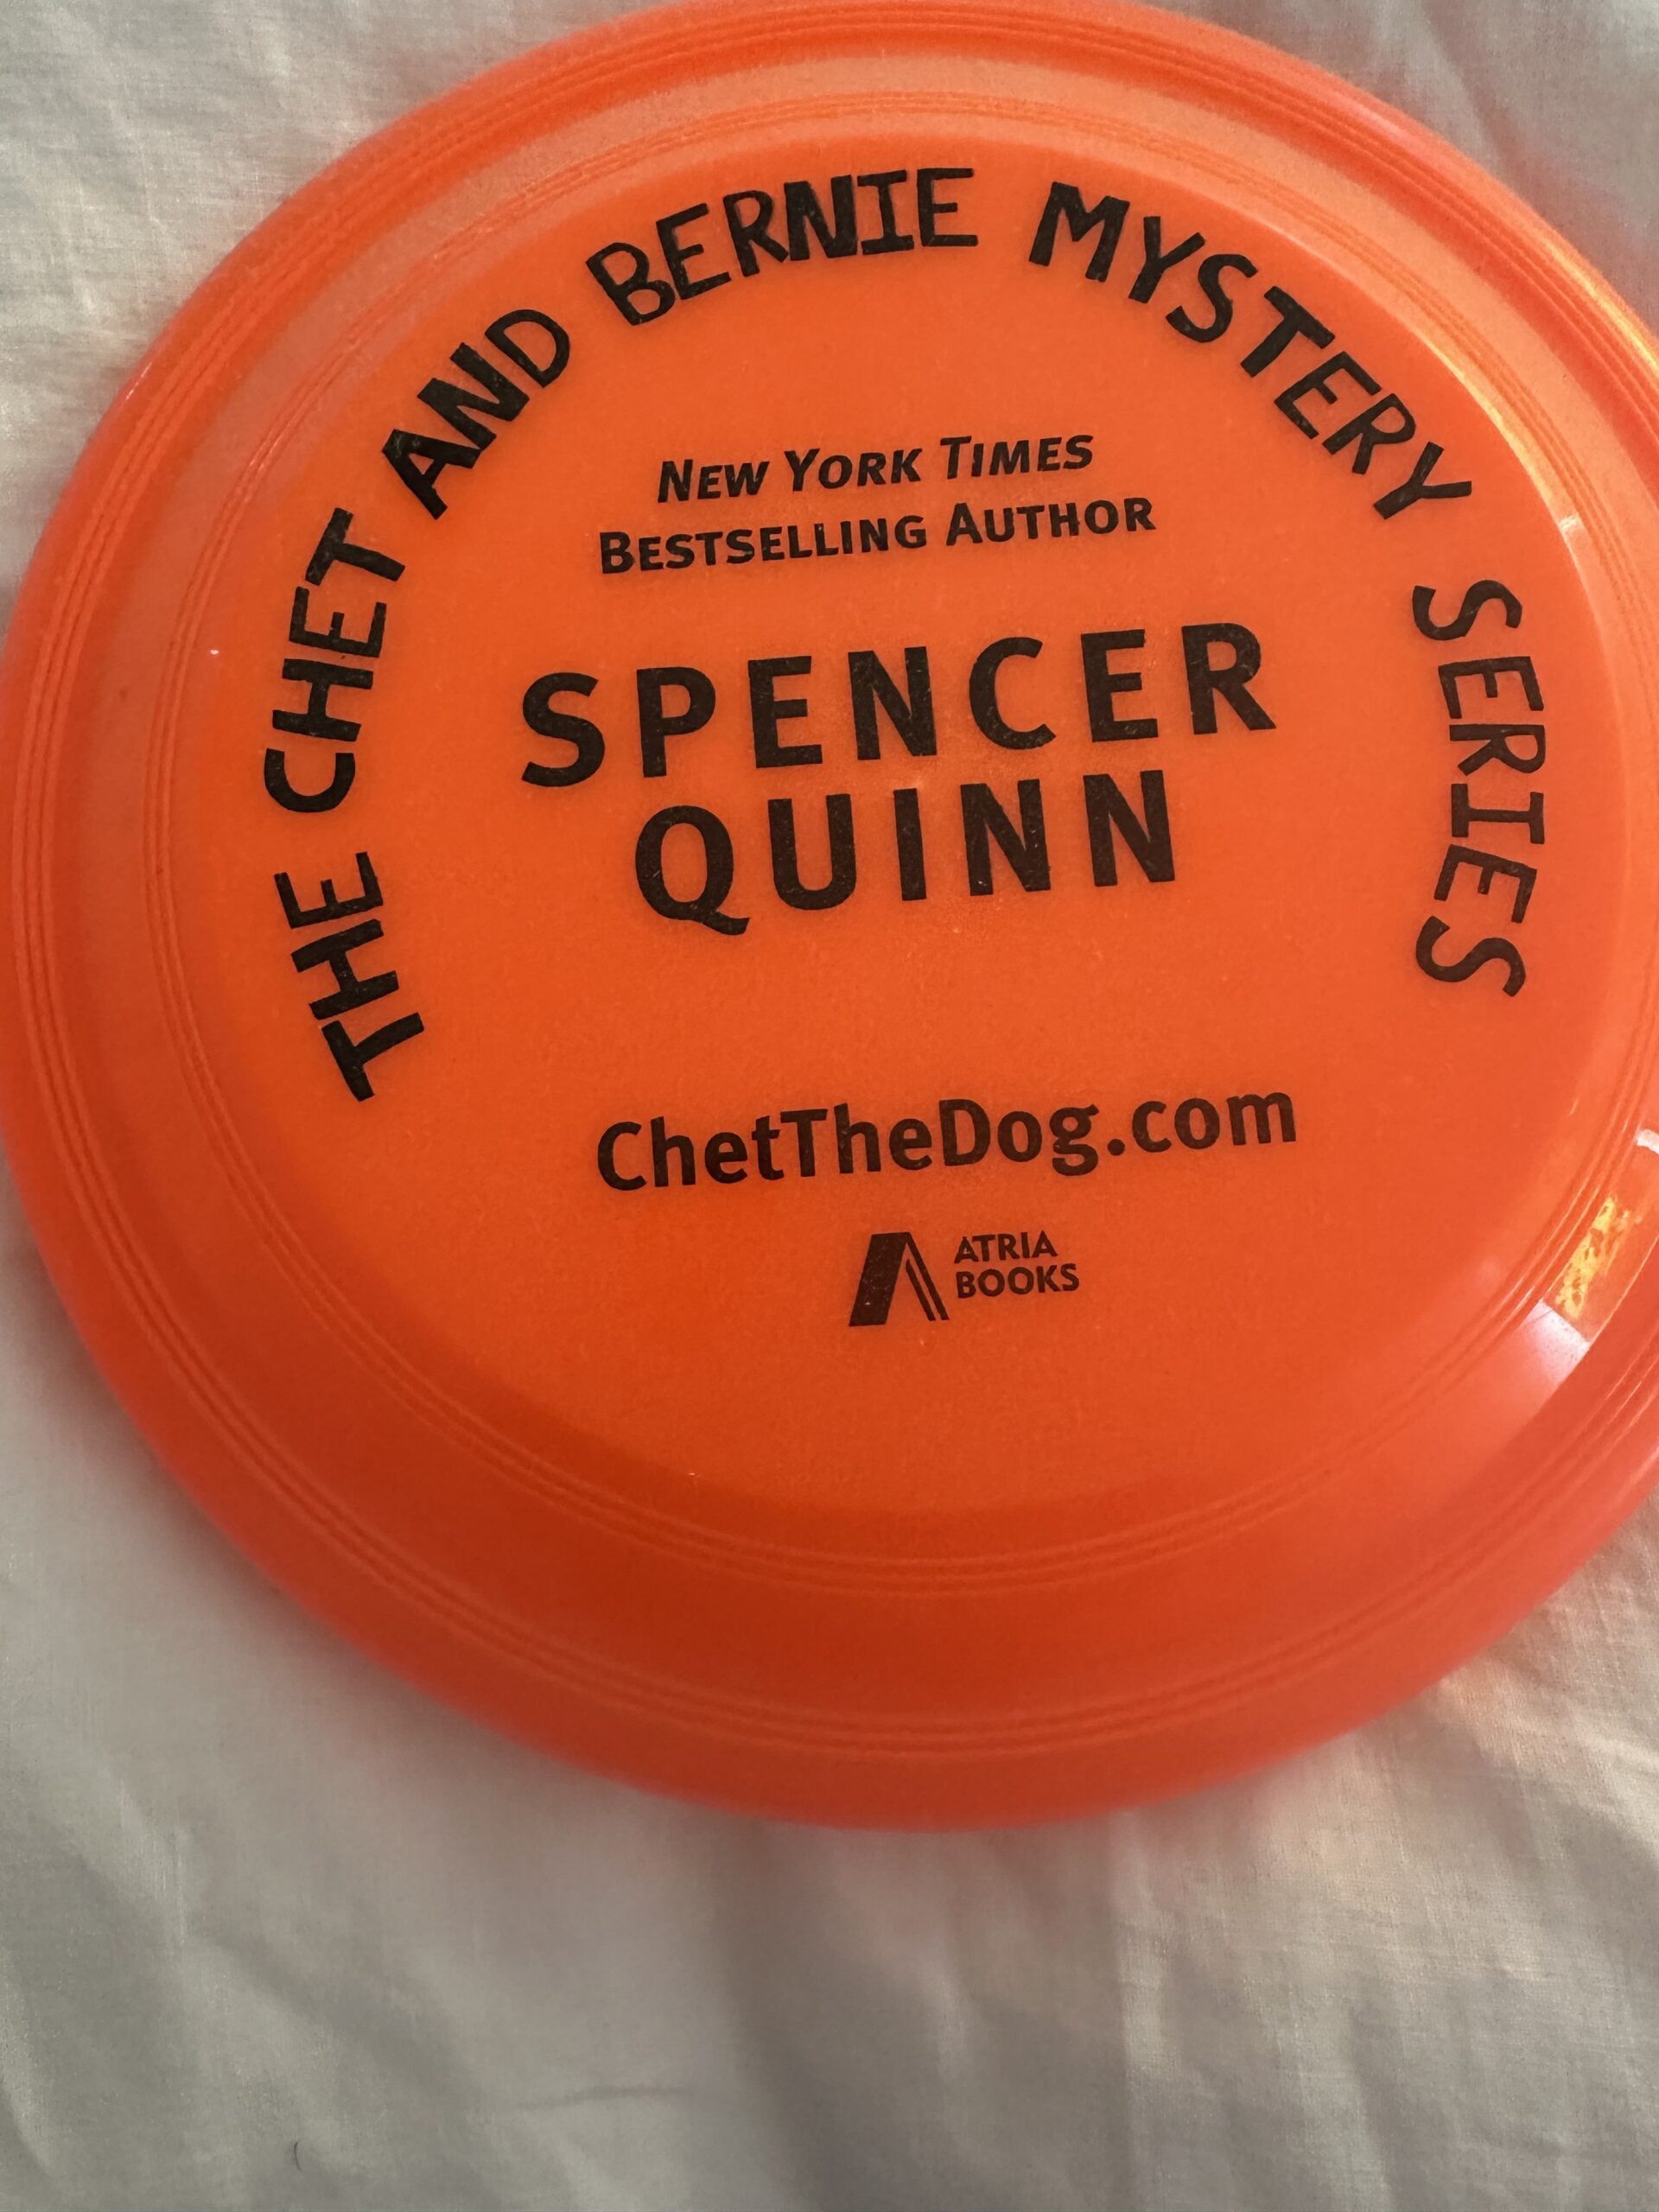 THE CHET AND BERNIE MYSTERY SERIES
NEW YORK TIMES
BESTSELLING AUTHOR
SPENCER
QUINN
ChetTheDog.com
ATRIA
BOOKS